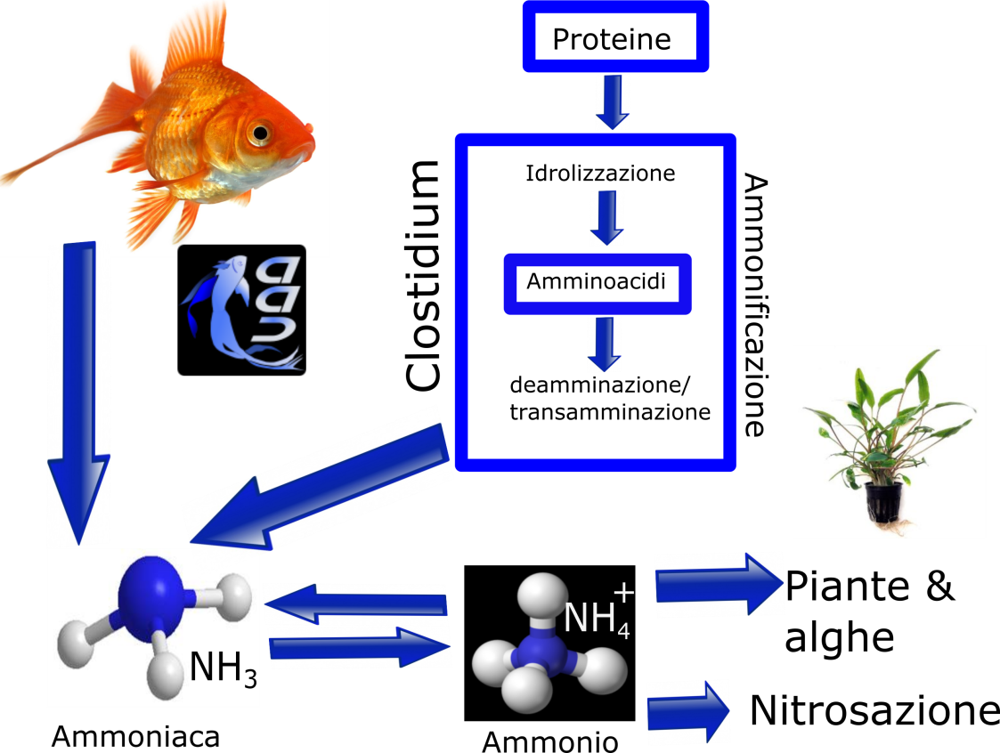 Proteine
Idrolizzazione
Clostidium
Ammonificazione
Amminoacidi
deamminazione/
transamminazione
NH4+
Piante &
alghe
NH3
Nitrosazione
Ammoniaca
Ammonio